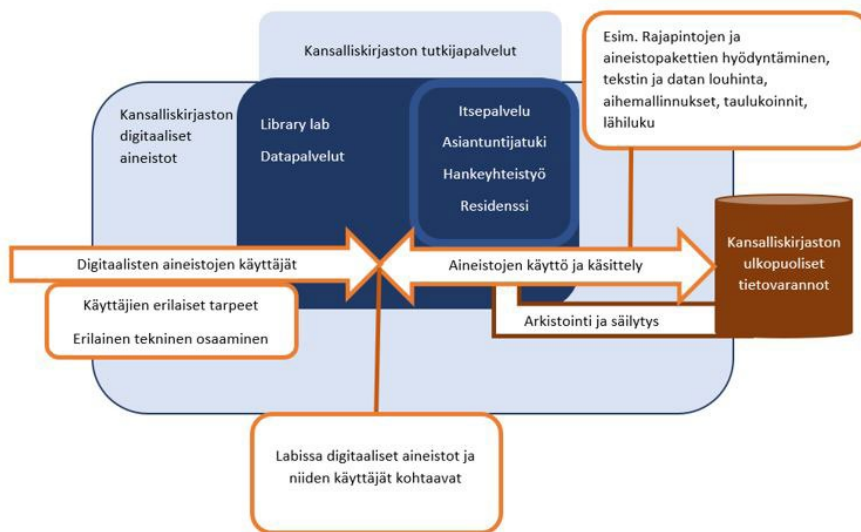 Kansalliskirjaston tutkijapalvelut
Esim. Rajapintojen ja
aineistopakettien hyödyntäminen,
tekstin ja datan louhinta,
aihemallinnukset, taulukoinnit,
lähiluku
Kansalliskirjaston
digitaaliset
aineistot
Library lab
Datapalvelut
Itsepalvelu
Asiantuntijatuki
Hankeyhteistyö
Residenssi
Digitaalisten aineistojen käyttäjät
Aineistojen käyttö ja käsittely
Kansalliskirjaston
ulkopuoliset
tietovarannot
Käyttäjien erilaiset tarpeet
Erilainen tekninen osaaminen
Arkistointi ja säilytys
Labissa digitaaliset aineistot ja
niiden käyttäjät kohtaavat